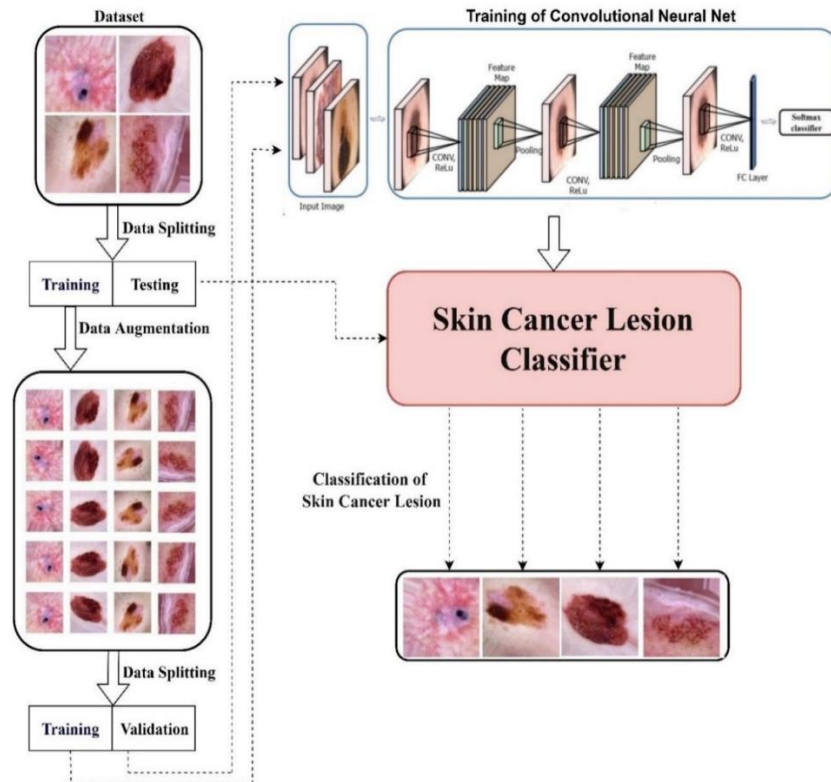 Dataset
Data Splitting
Training Testing
Data Augmentation
Data Splitting
Training Validation
Training of Convolutional Neural Net
Input Image
CONV,
ReLu
Feature
Map
Pooling
CONV,
ReLu
Feature
Map
Pooling
CONV,
ReLu
FC Layer
Softmax
classifier
Skin Cancer Lesion
Classifier
Classification of
Skin Cancer Lesion